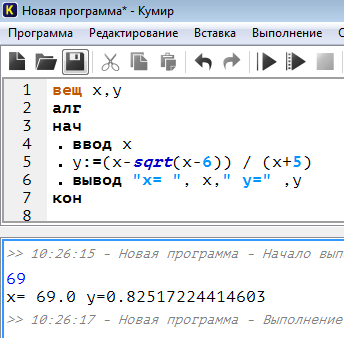 Новая программа* - Кумир
Программа Редактирование Вставка Выполнение С
1 вещ x,y
2 алг
3 нач
4 . ввод x
5 . y:=(x-sqrt(x-6)) / (x+5)
6 . вывод "x= ", x," y=" ,y
7 кон
8
>> 10:26:15 - Новая программа - Начало вып
69
x= 69.0 y=0.82517224414603
>> 10:26:17 - Новая программа - Выполнение